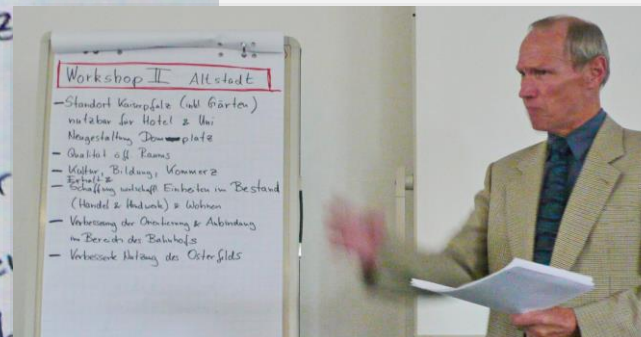 Workshop II Altstadt
– Standort Kaiserpfalz (inkl. Gärten)
nutzbar für Hotel & Uni
Neugestaltung Domplatz
– Qualität öff. Raums
– Kultur, Bildung, Kommerz
Erhalt &
– Schaffung wirtschaftl. Einheiten im Bestand
(Handel & Handwerk) & Wohnen
– Verbesserung der Orientierung & Anbindung
im Bereich des Bahnhofs
– Verbesserte Nutzung des Osterfelds